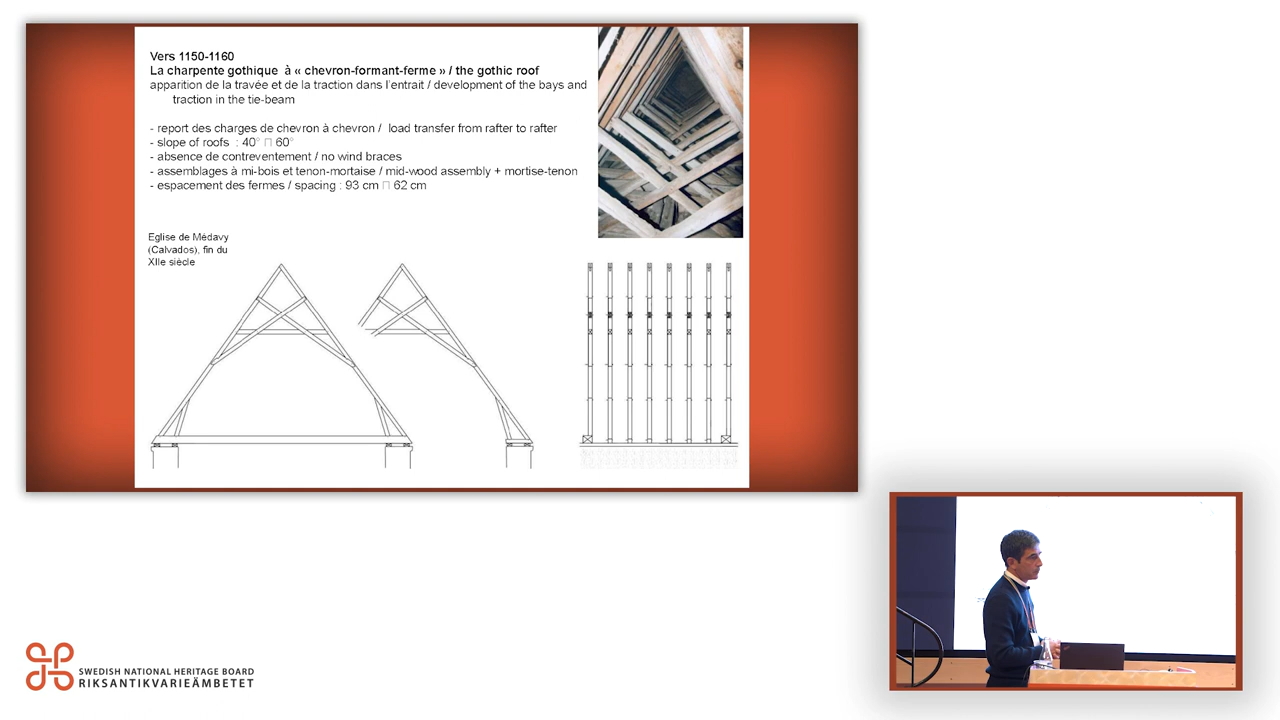 Vers 1150-1160
La charpente gothique à « chevron-formant-ferme » / the gothic roof
apparition de la travée et de la traction dans l'entrait / development of the bays and
traction in the tie-beam
- report des charges de chevron à chevron / load transfer from rafter to rafter
- slope of roofs : 40° □ 60°
- absence de contreventement / no wind braces
- assemblages à mi-bois et tenon-mortaise / mid-wood assembly + mortise-tenon
- espacement des fermes / spacing : 93 cm □ 62 cm
Eglise de Médavy
(Calvados), fin du
XIIe siècle
SWEDISH NATIONAL HERITAGE BOARD
RIKSANTIKVARIEÄMBETET